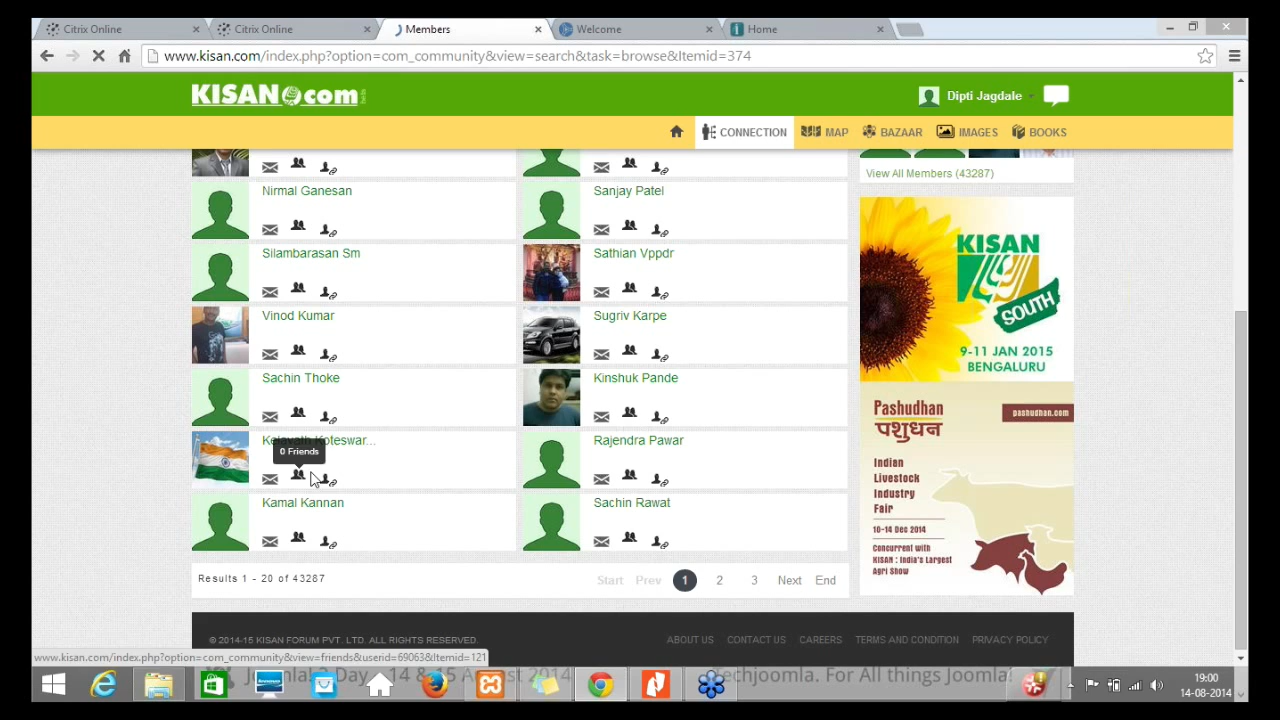 Citrix Online
Citrix Online
Members
Welcome
Home
www.kisan.com/index.php?option=com_community&view=search&task=browse&Itemid=374
KISAN.com
Dipti Jagdale
CONNECTION
MAP
BAZAAR
IMAGES
BOOKS
View All Members (43287)
Nirmal Ganesan
Sanjay Patel
Silambarasan Sm
Sathian Vppdr
Vinod Kumar
Sugriv Karpe
Sachin Thoke
Kinshuk Pande
Kelavath Koteswar...
0 Friends
Rajendra Pawar
Kamal Kannan
Sachin Rawat
KISAN
SOUTH
9-11 JAN 2015
BENGALURU
Pashudhan
पशुधन
pashudhan.com
Indian
Livestock
Industry
Fair
10-14 Dec 2014
Concurrent with
KISAN : India's Largest
Agri Show
Results 1 - 20 of 43287
Start Prev 1 2 3 Next End
© 2014-15 KISAN FORUM PVT. LTD. ALL RIGHTS RESERVED.
ABOUT US CONTACT US CAREERS TERMS AND CONDITION PRIVACY POLICY
www.kisan.com/index.php?option=com_community&view=friends&userid=69063&Itemid=121
14 & 15 August 2014
Techjoomla. For All things Joomla!
19:00
14-08-2014